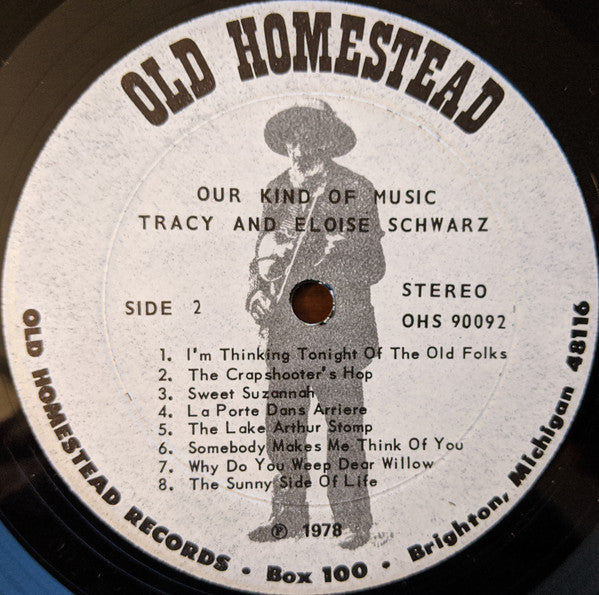 OLD HOMESTEAD
OUR KIND OF MUSIC
TRACY AND ELOISE SCHWARZ
SIDE 2
STEREO
OHS 90092
1. I'm Thinking Tonight Of The Old Folks
2. The Crapshooter's Hop
3. Sweet Suzannah
4. La Porte Dans Arriere
5. The Lake Arthur Stomp
6. Somebody Makes Me Think Of You
7. Why Do You Weep Dear Willow
8. The Sunny Side Of Life
℗ 1978
OLD HOMESTEAD RECORDS • Box 100 • Brighton, Michigan 48116